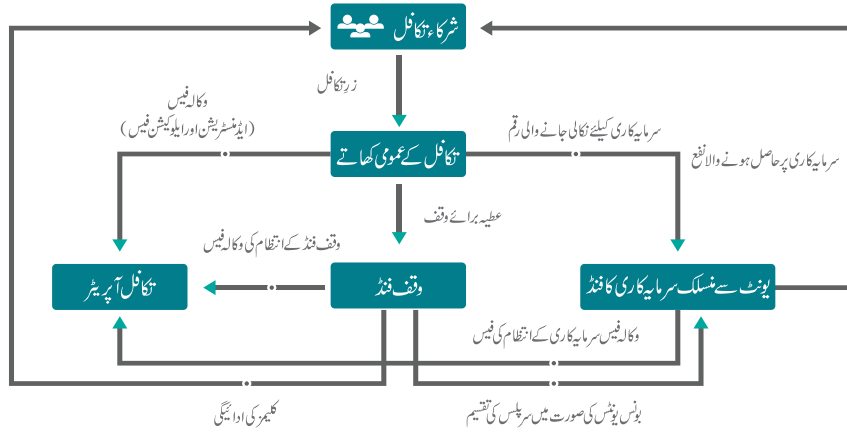 شرکاء تکافل
زرِ تکافل
وکالہ فیس
(ایڈمنسٹریشن اور ایلوکیشن فیس)
سرمایہ کاری کیلئے نکالی جانے والی رقم
تکافل کے عمومی کھاتے
سرمایہ کاری پر حاصل ہونے والا نفع
عطیہ برائے وقف
وقف فنڈ کے انتظام کی وکالہ فیس
یونٹ سے منسلک سرمایہ کاری کا فنڈ
وقف فنڈ
تکافل آپریٹر
وکالہ فیس سرمایہ کاری کے انتظام کی فیس
بونس یونٹس کی صورت میں سرپلس کی تقسیم
کلیمز کی ادائیگی